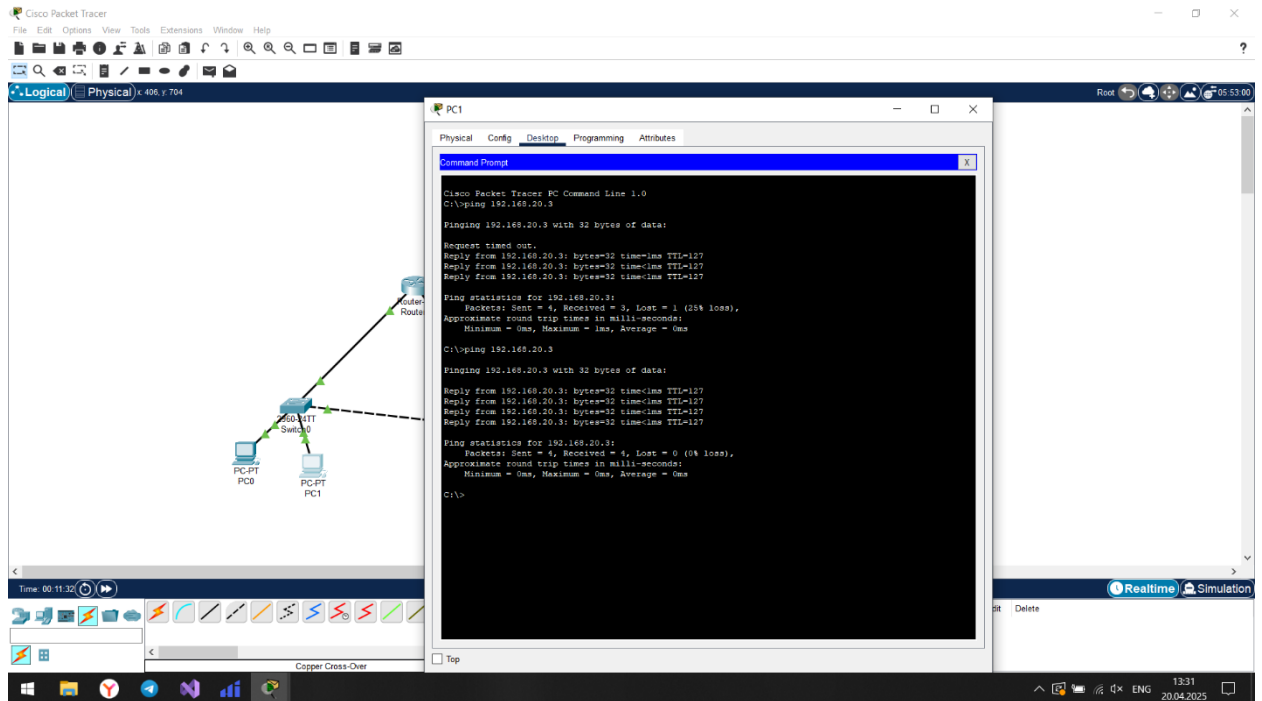 Cisco Packet Tracer
File Edit Options View Tools Extensions Window Help
?
Logical Physical x: 406, y: 704 Root 05:53:00
PC1
Physical Config Desktop Programming Attributes
Command Prompt X
Cisco Packet Tracer PC Command Line 1.0
C:\>ping 192.168.20.3
Pinging 192.168.20.3 with 32 bytes of data:
Request timed out.
Reply from 192.168.20.3: bytes=32 time=1ms TTL=127
Reply from 192.168.20.3: bytes=32 time<1ms TTL=127
Reply from 192.168.20.3: bytes=32 time<1ms TTL=127
Ping statistics for 192.168.20.3:
Packets: Sent = 4, Received = 3, Lost = 1 (25% loss),
Approximate round trip times in milli-seconds:
Minimum = 0ms, Maximum = 1ms, Average = 0ms
C:\>ping 192.168.20.3
Pinging 192.168.20.3 with 32 bytes of data:
Reply from 192.168.20.3: bytes=32 time<1ms TTL=127
Reply from 192.168.20.3: bytes=32 time<1ms TTL=127
Reply from 192.168.20.3: bytes=32 time<1ms TTL=127
Reply from 192.168.20.3: bytes=32 time<1ms TTL=127
Ping statistics for 192.168.20.3:
Packets: Sent = 4, Received = 4, Lost = 0 (0% loss),
Approximate round trip times in milli-seconds:
Minimum = 0ms, Maximum = 0ms, Average = 0ms
C:\>
Top
Router-
Route
2960-24TT
Switch0
PC-PT
PC0
PC-PT
PC1
Time: 00:11:32 Realtime Simulation
dit Delete
Copper Cross-Over
ENG 13:31
20.04.2025